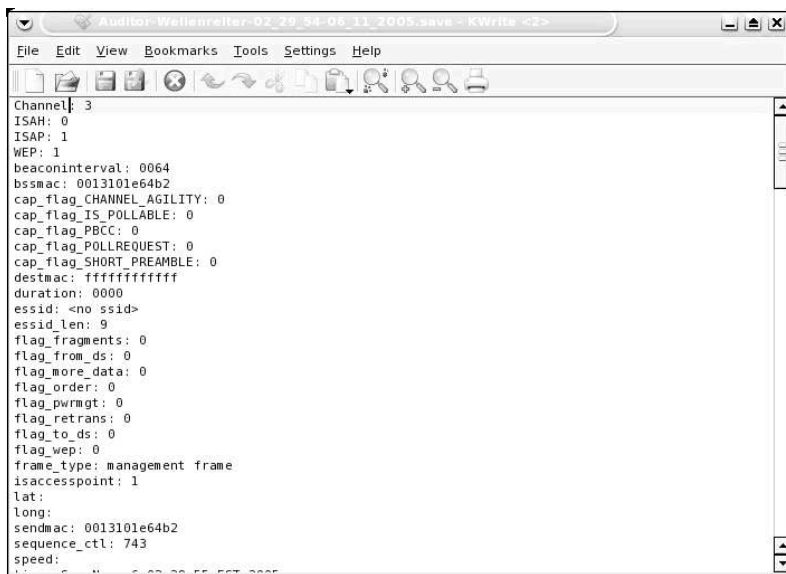 Auditor-Wellenreiter-02_29_54-06_11_2005.save - KWrite <2>
File Edit View Bookmarks Tools Settings Help
Channel: 3
ISAH: 0
ISAP: 1
WEP: 1
beaconinterval: 0064
bssmac: 0013101e64b2
cap_flag_CHANNEL_AGILITY: 0
cap_flag_IS_POLLABLE: 0
cap_flag_PBCC: 0
cap_flag_POLLREQUEST: 0
cap_flag_SHORT_PREAMBLE: 0
destmac: ffffffffffff
duration: 0000
essid: <no ssid>
essid_len: 9
flag_fragments: 0
flag_from_ds: 0
flag_more_data: 0
flag_order: 0
flag_pwrmgt: 0
flag_retrans: 0
flag_to_ds: 0
flag_wep: 0
frame_type: management frame
isaccesspoint: 1
lat:
long:
sendmac: 0013101e64b2
sequence_ctl: 743
speed: